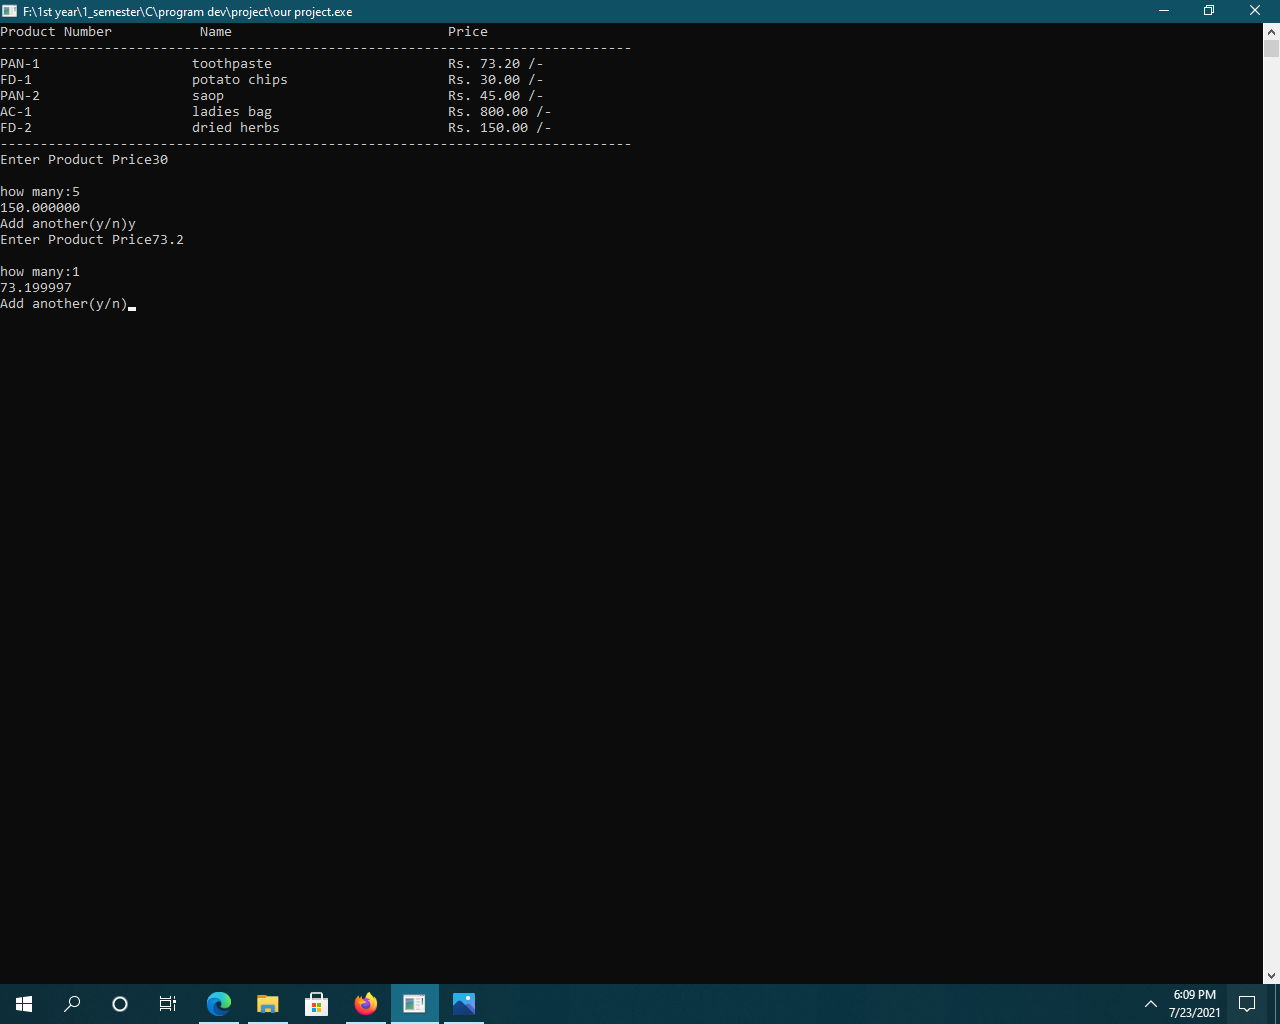 F:\1st year\1_semester\C\program dev\project\our project.exe
Product Number Name Price
-------------------------------------------------------------------------------
PAN-1 toothpaste Rs. 73.20 /-
FD-1 potato chips Rs. 30.00 /-
PAN-2 saop Rs. 45.00 /-
AC-1 ladies bag Rs. 800.00 /-
FD-2 dried herbs Rs. 150.00 /-
-------------------------------------------------------------------------------
Enter Product Price30
how many:5
150.000000
Add another(y/n)y
Enter Product Price73.2
how many:1
73.199997
Add another(y/n)
6:09 PM
7/23/2021